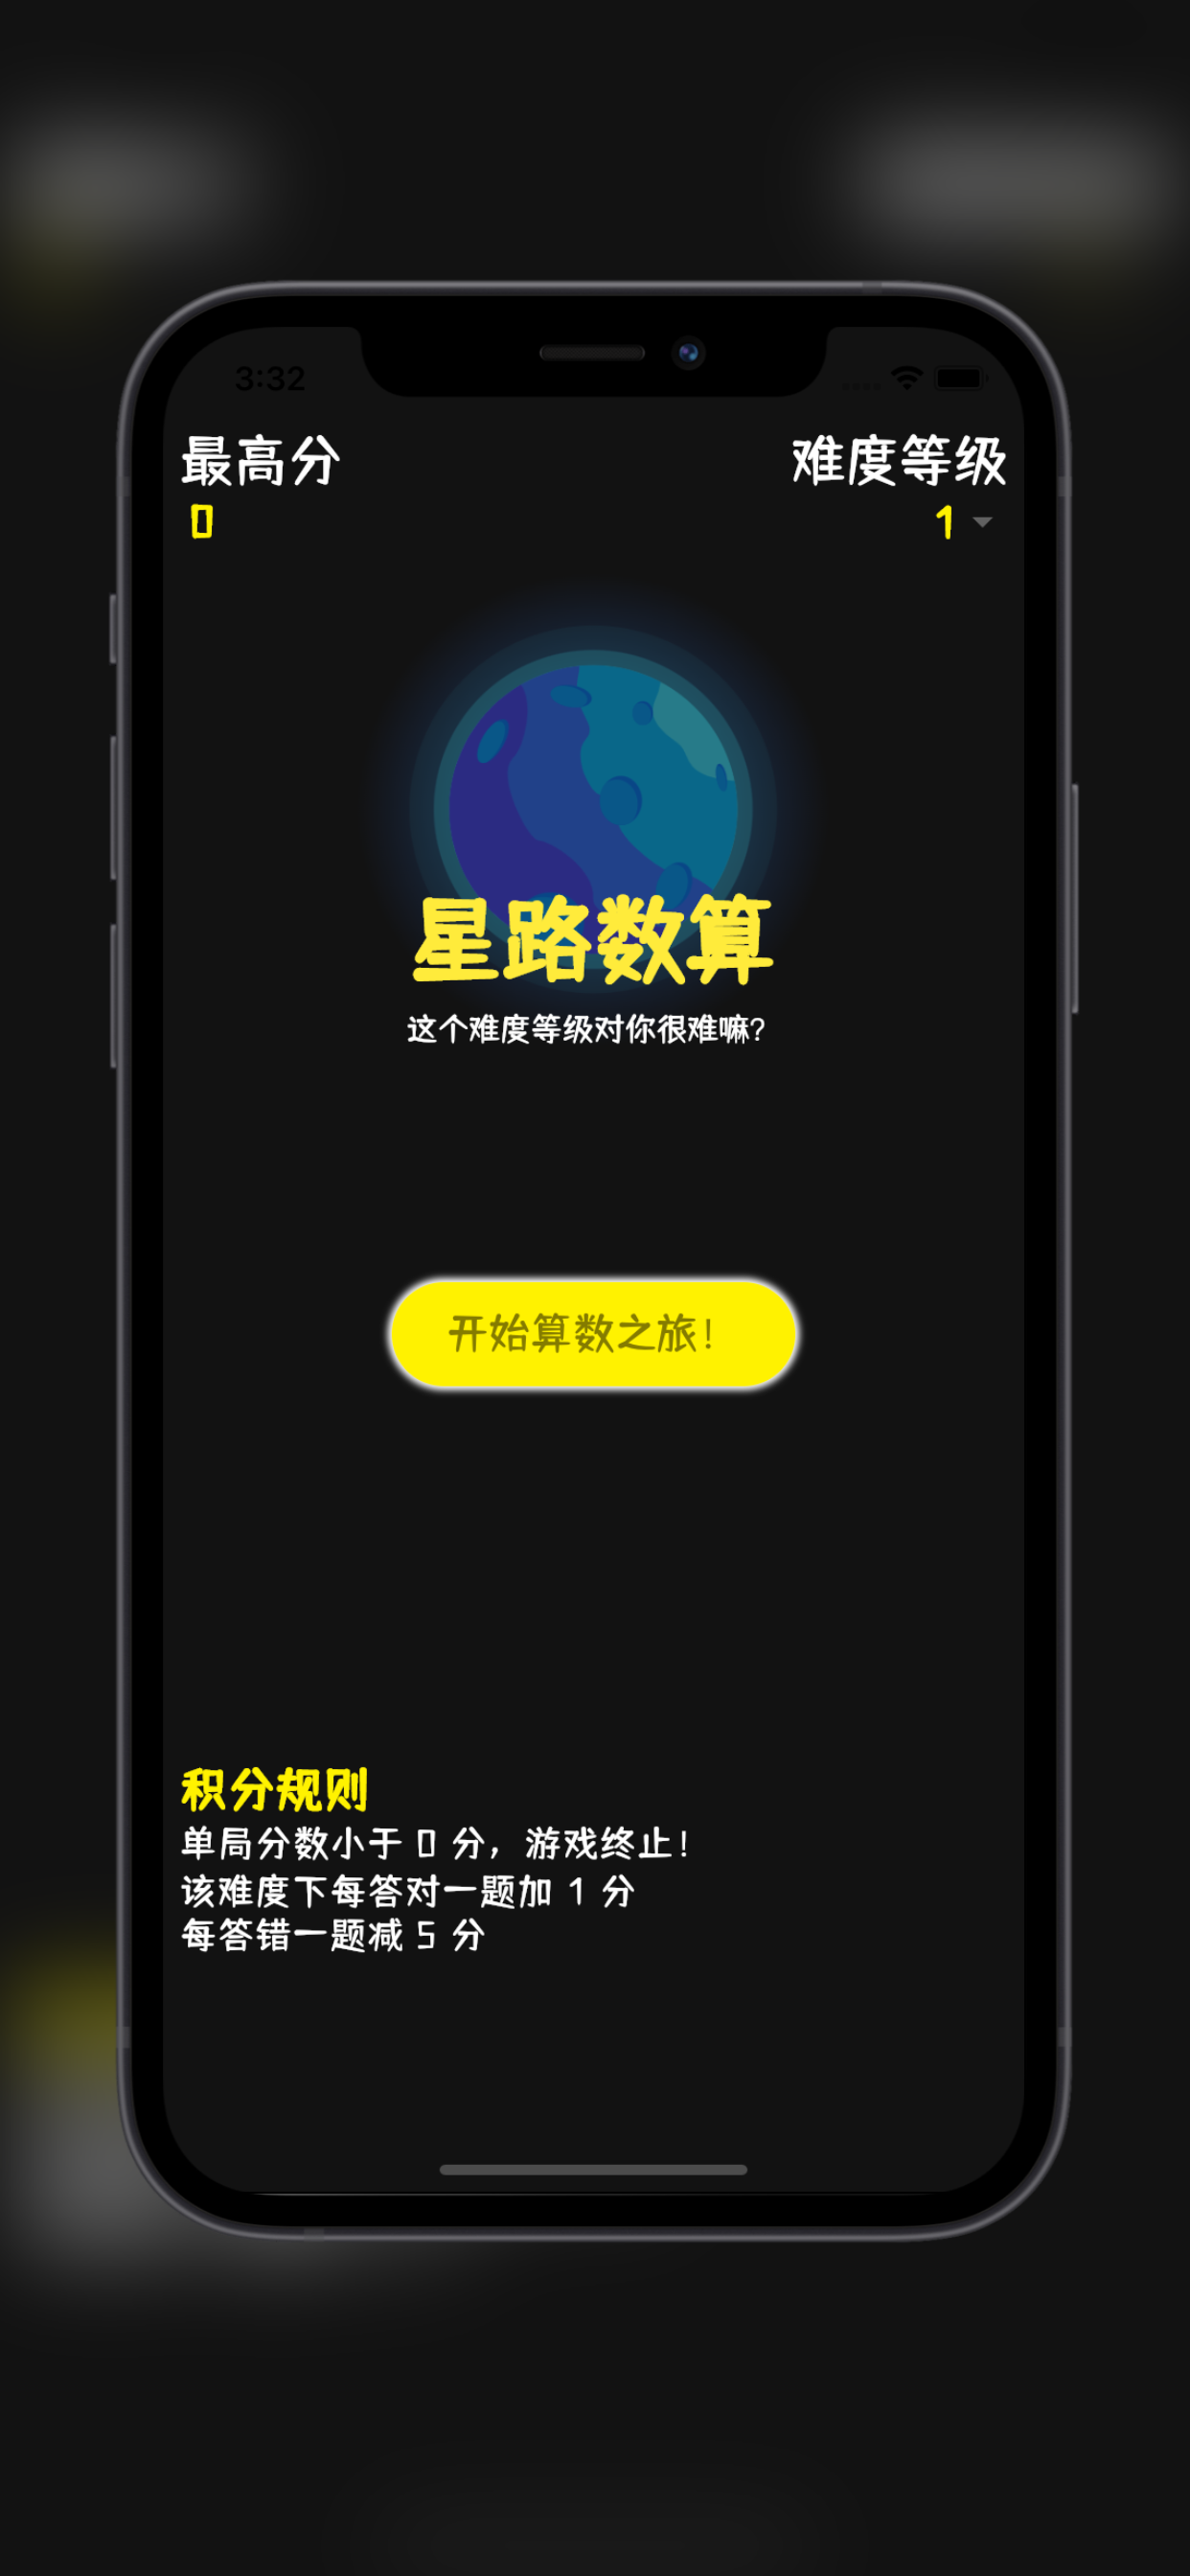 3:32
最高分
难度等级
0
1
星路数算
这个难度等级对你很难嘛？
开始算数之旅！
积分规则
单局分数小于 0 分，游戏终止！
该难度下每答对一题加 1 分
每答错一题减 5 分